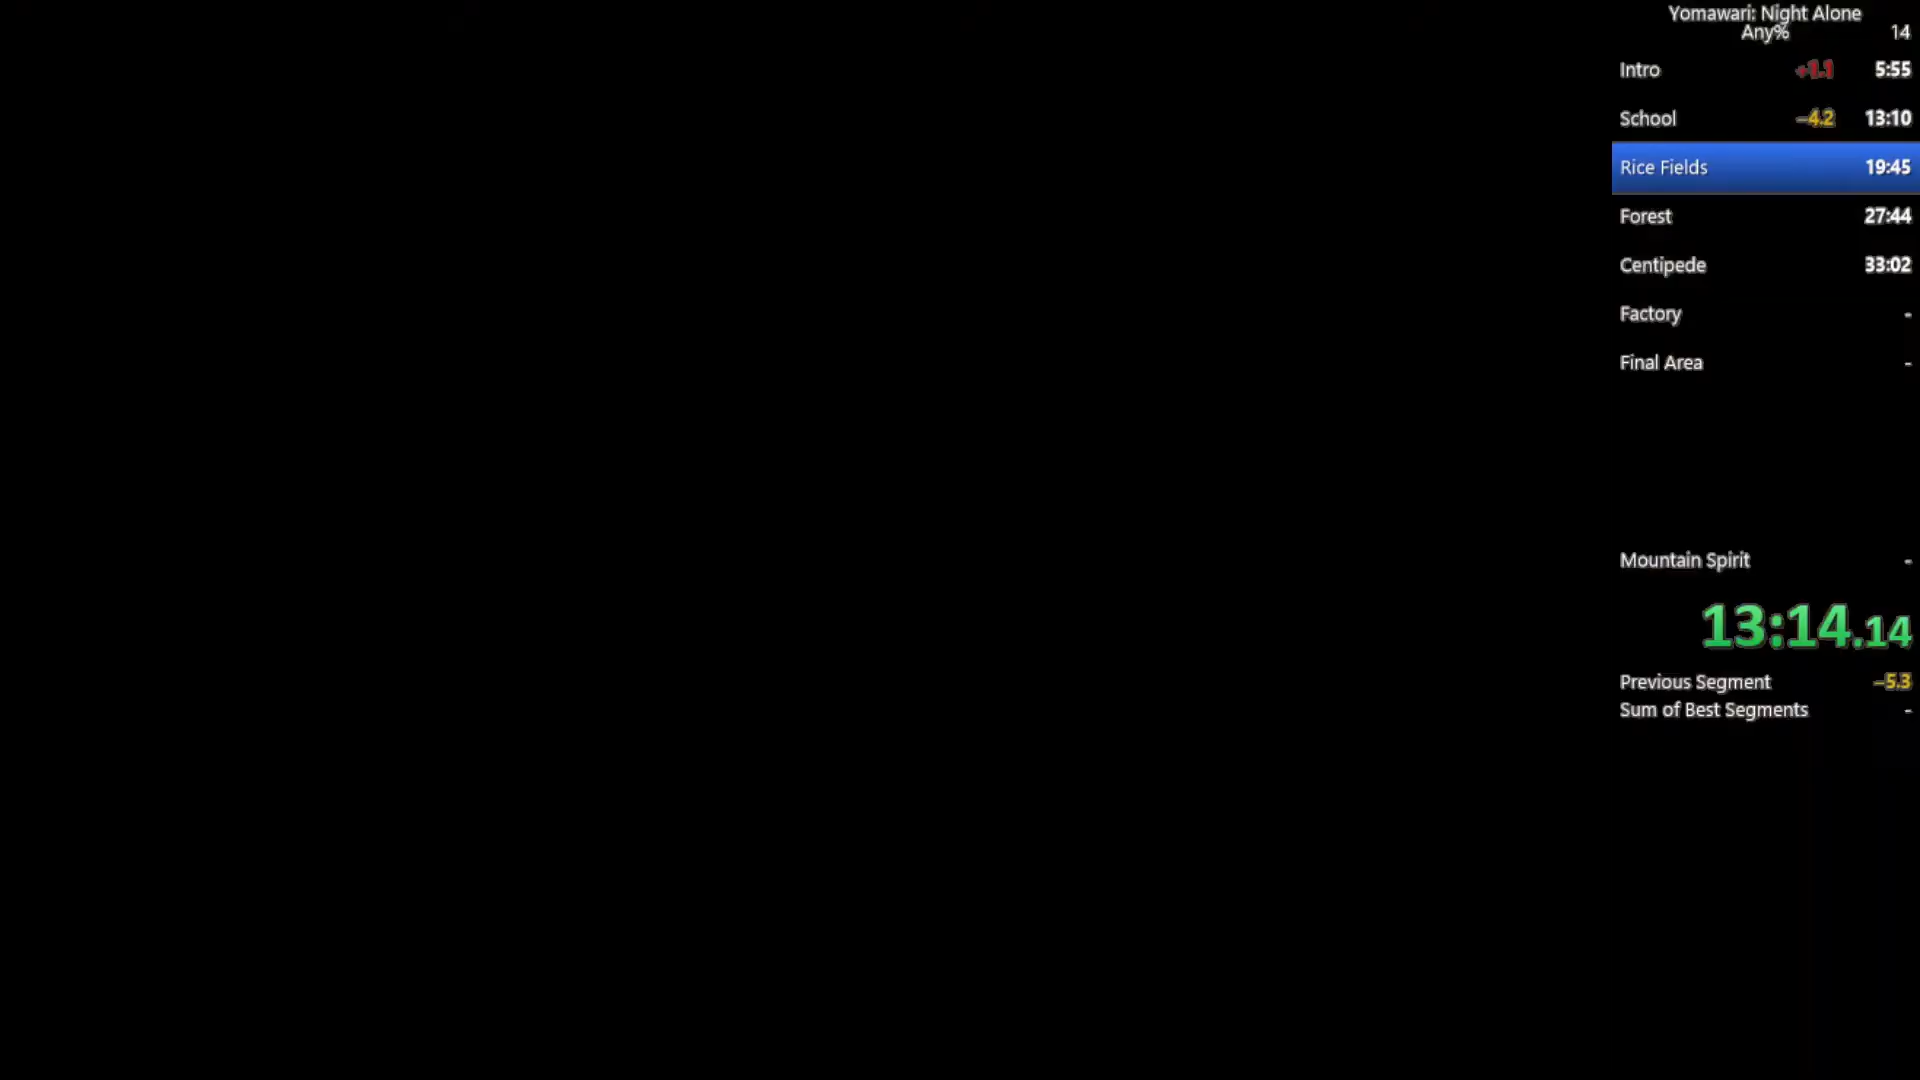 Yomawari: Night Alone
Any% 14
Intro +1.1 5:55
School −4.2 13:10
Rice Fields 19:45
Forest 27:44
Centipede 33:02
Factory -
Final Area -
Mountain Spirit -
13:14.14
Previous Segment −5.3
Sum of Best Segments -